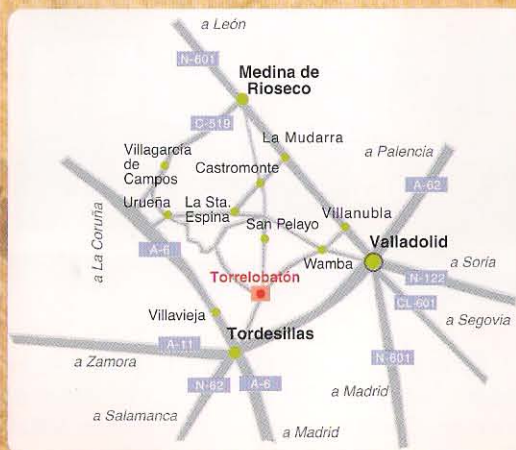 a León
N-601
Medina de
Rioseco
C-519
La Mudarra
Villagarcía
de
Campos
Castromonte
a Palencia
A-62
Urueña
La Sta.
Espina
San Pelayo
Villanubla
a La Coruña
A-6
Valladolid
Wamba
a Soria
N-122
Torrelobatón
CL-601
a Segovia
Villavieja
Tordesillas
A-11
a Zamora
N-601
N-62
A-6
a Madrid
a Salamanca
a Madrid